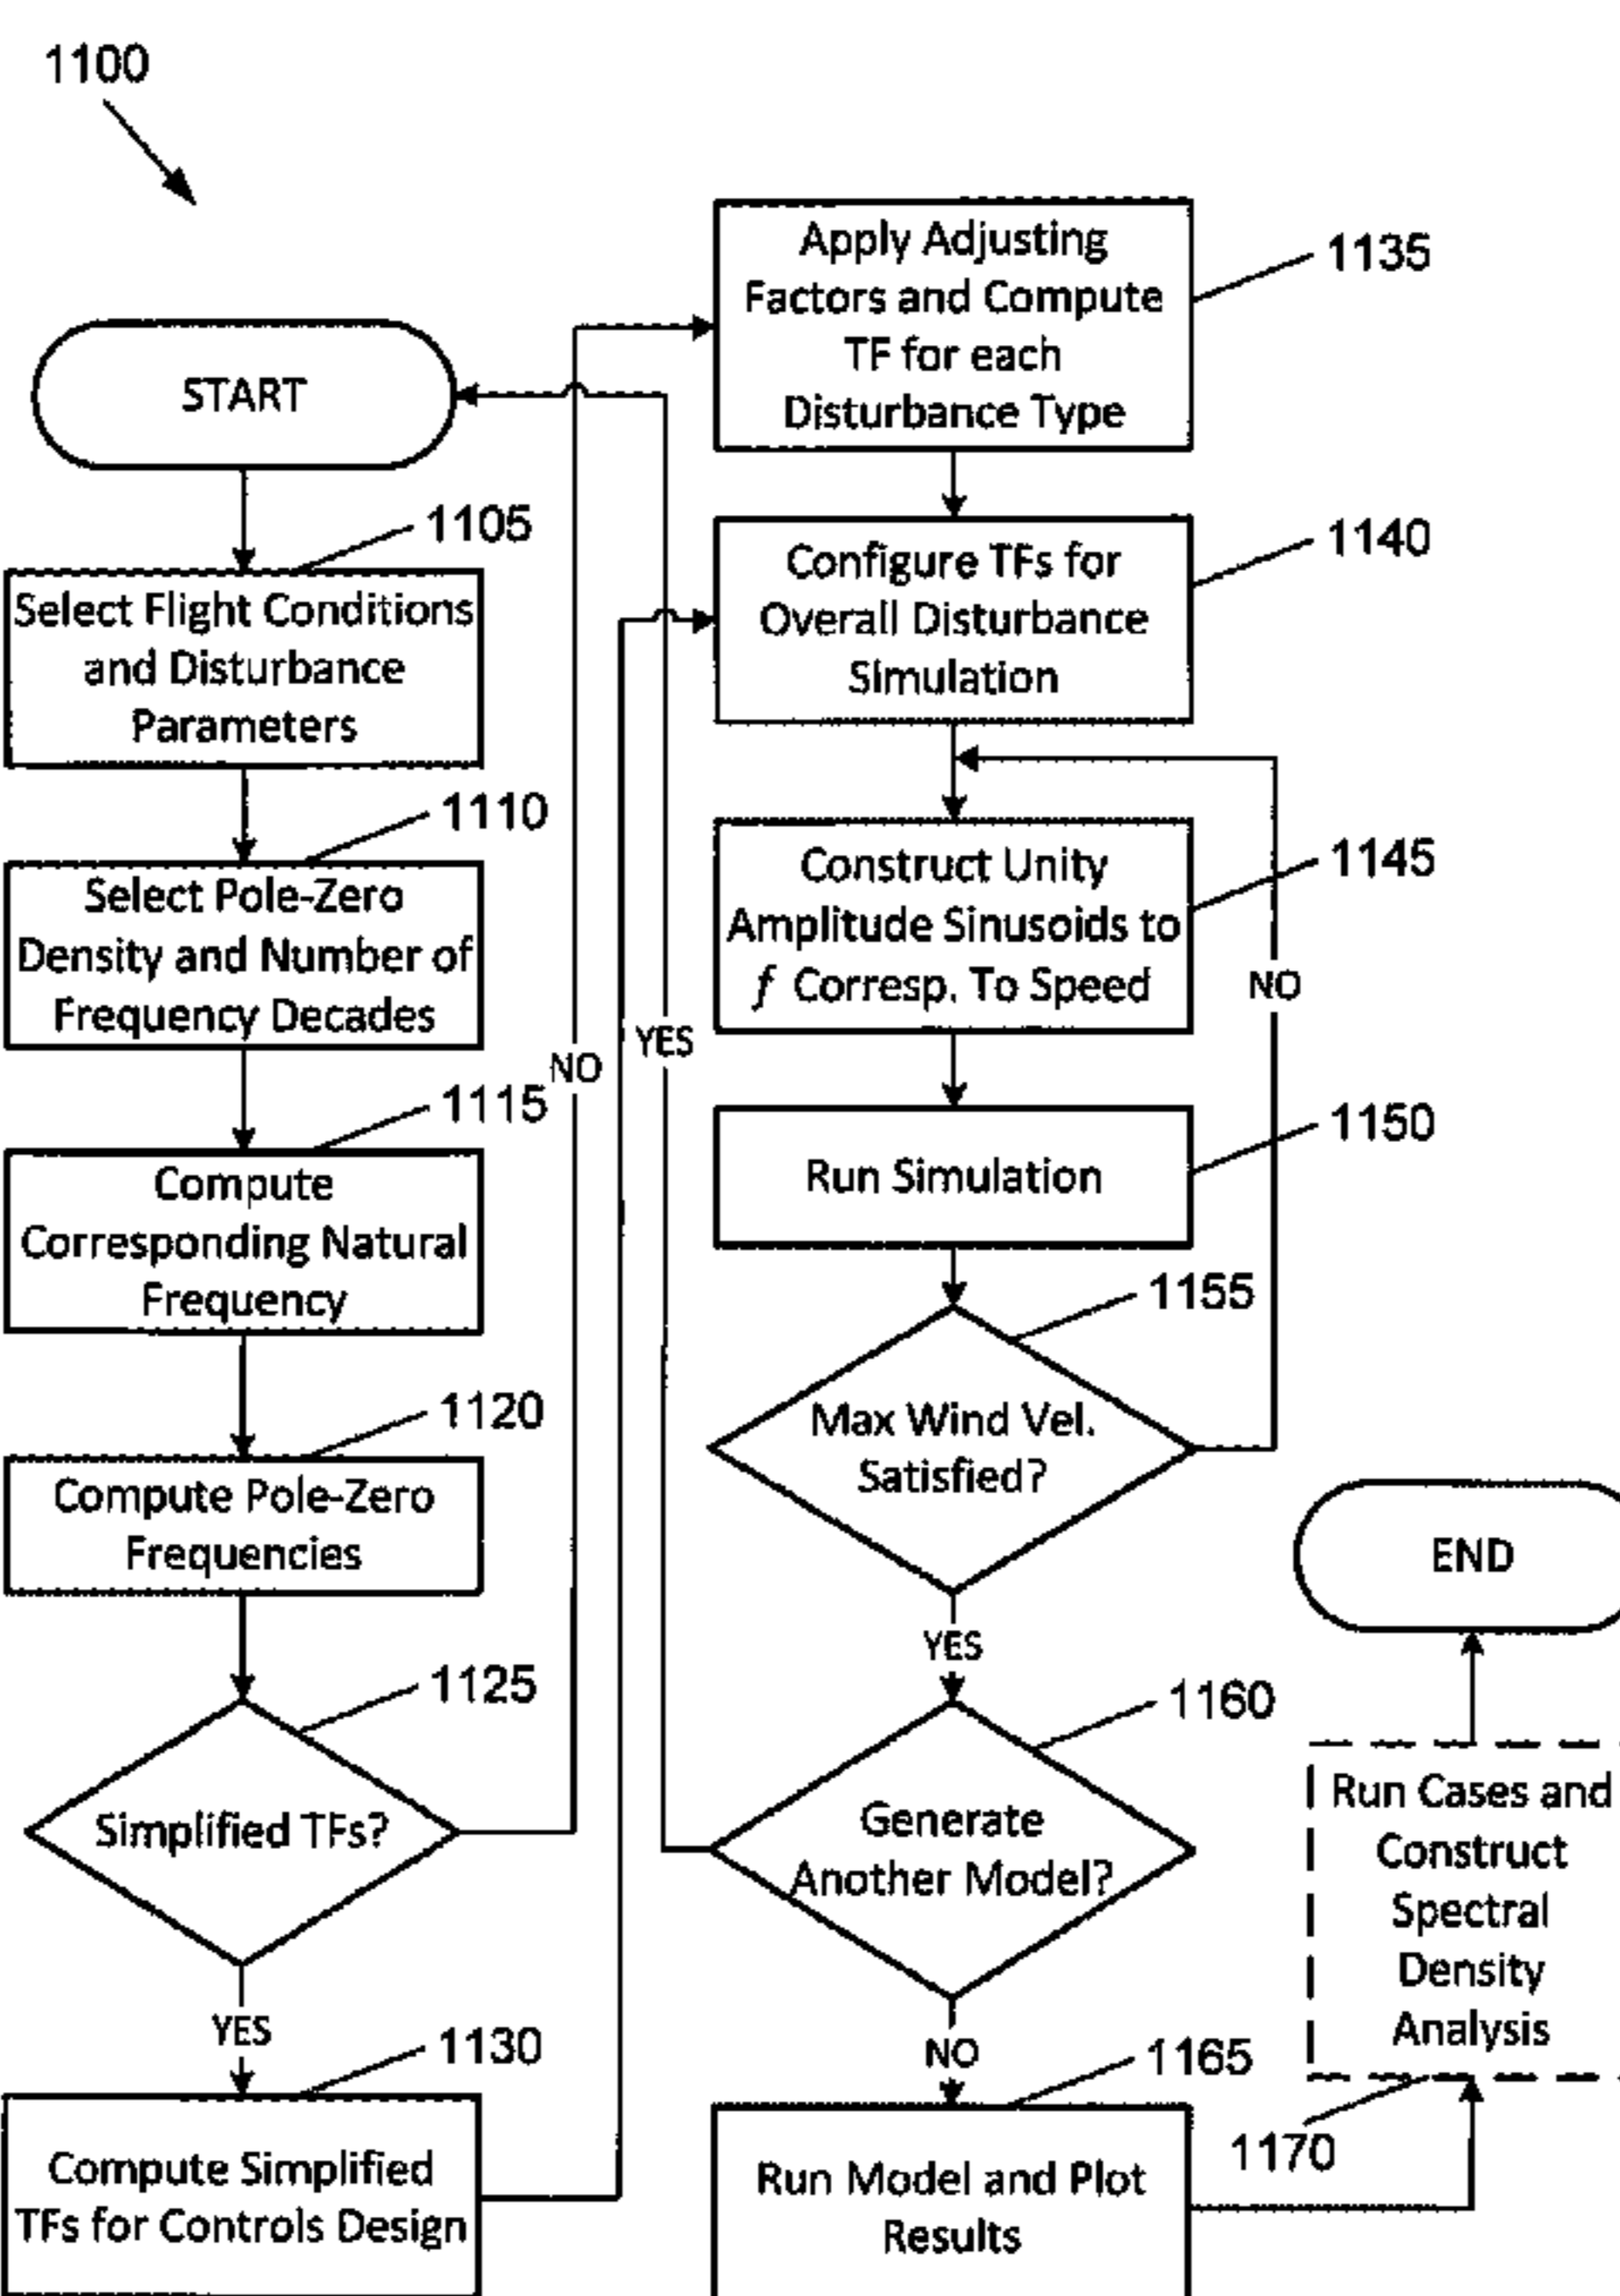 1100
START
1105
Select Flight Conditions
and Disturbance
Parameters
1110
Select Pole-Zero
Density and Number of
Frequency Decades
1115
Compute
Corresponding Natural
Frequency
1120
Compute Pole-Zero
Frequencies
1125
Simplified TFs?
NO
YES
1130
Compute Simplified
TFs for Controls Design
1135
Apply Adjusting
Factors and Compute
TF for each
Disturbance Type
1140
Configure TFs for
Overall Disturbance
Simulation
1145
Construct Unity
Amplitude Sinusoids to
f Corresp. To Speed
1150
Run Simulation
1155
Max Wind Vel.
Satisfied?
NO
YES
1160
Generate
Another Model?
YES
NO
1165
Run Model and Plot
Results
1170
Run Cases and
Construct
Spectral
Density
Analysis
END